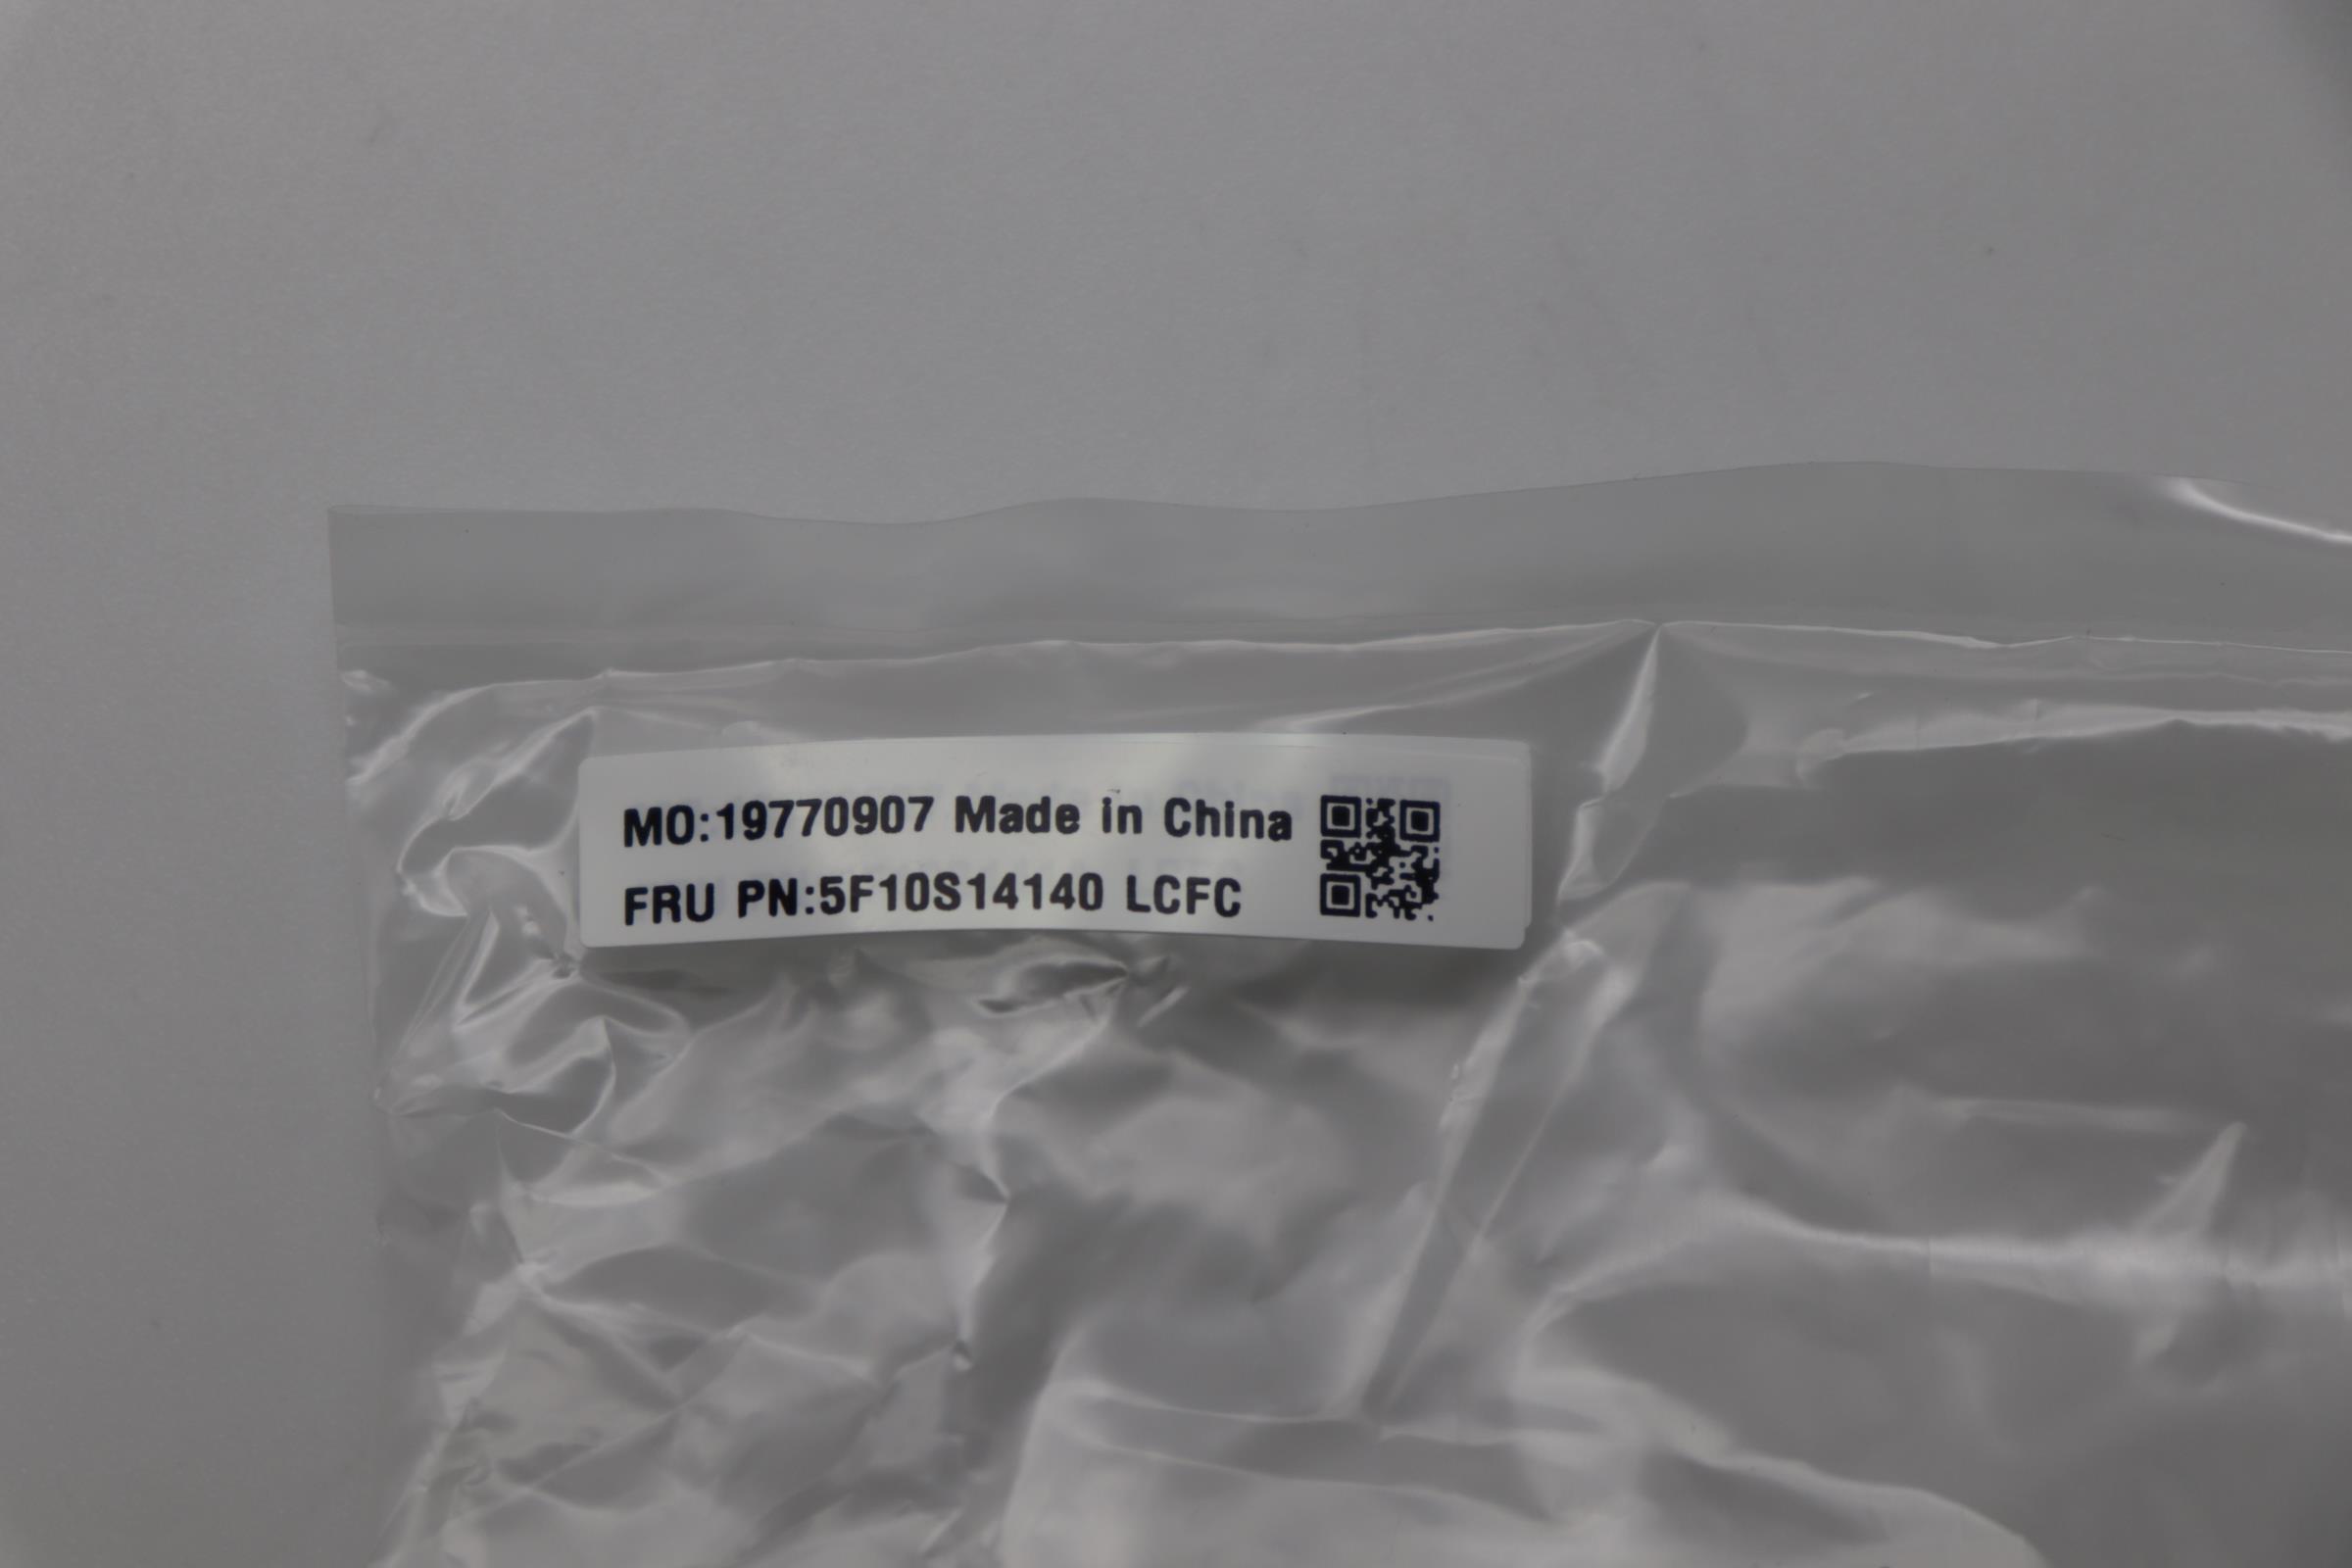 MO:19770907 Made in China
FRU PN:5F10S14140 LCFC